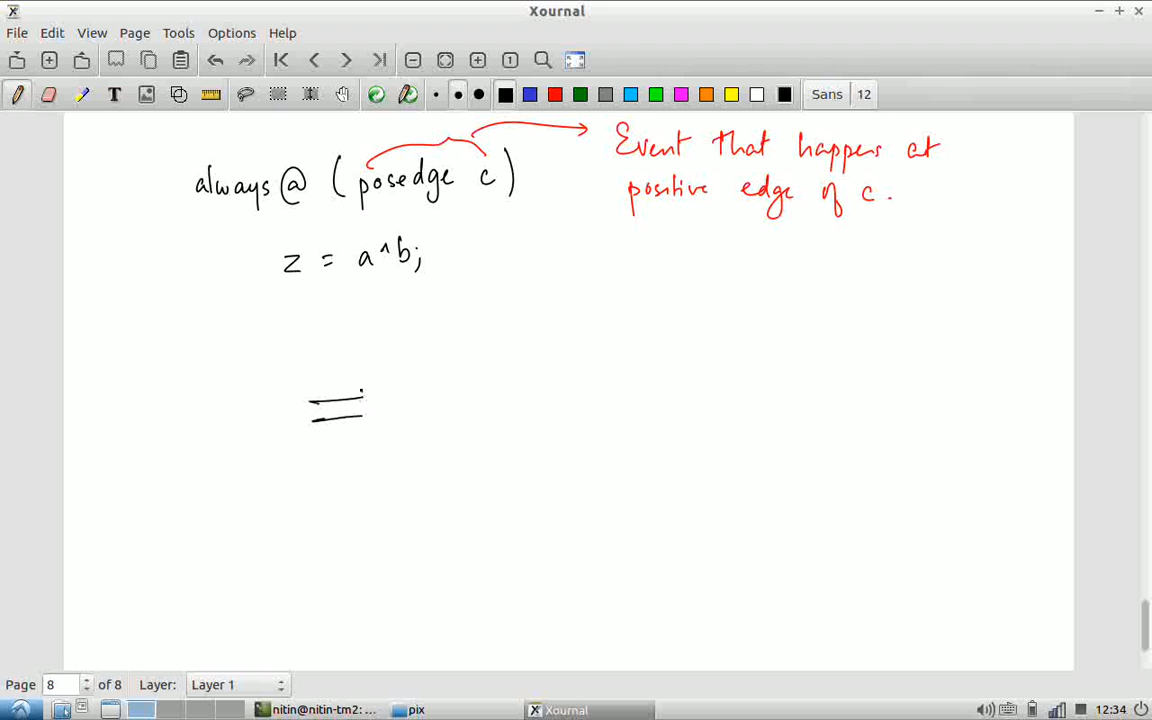 Xournal
File Edit View Page Tools Options Help
Sans 12
always@ (posedge c)
Event that happens at
positive edge of c.
z = a^b;
Page 8 of 8 Layer: Layer 1
nitin@nitin-tm2: ... pix Xournal 12:34